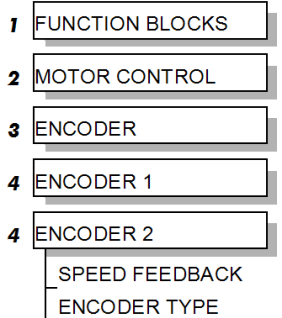 1 FUNCTION BLOCKS
2 MOTOR CONTROL
3 ENCODER
4 ENCODER 1
4 ENCODER 2
SPEED FEEDBACK
ENCODER TYPE